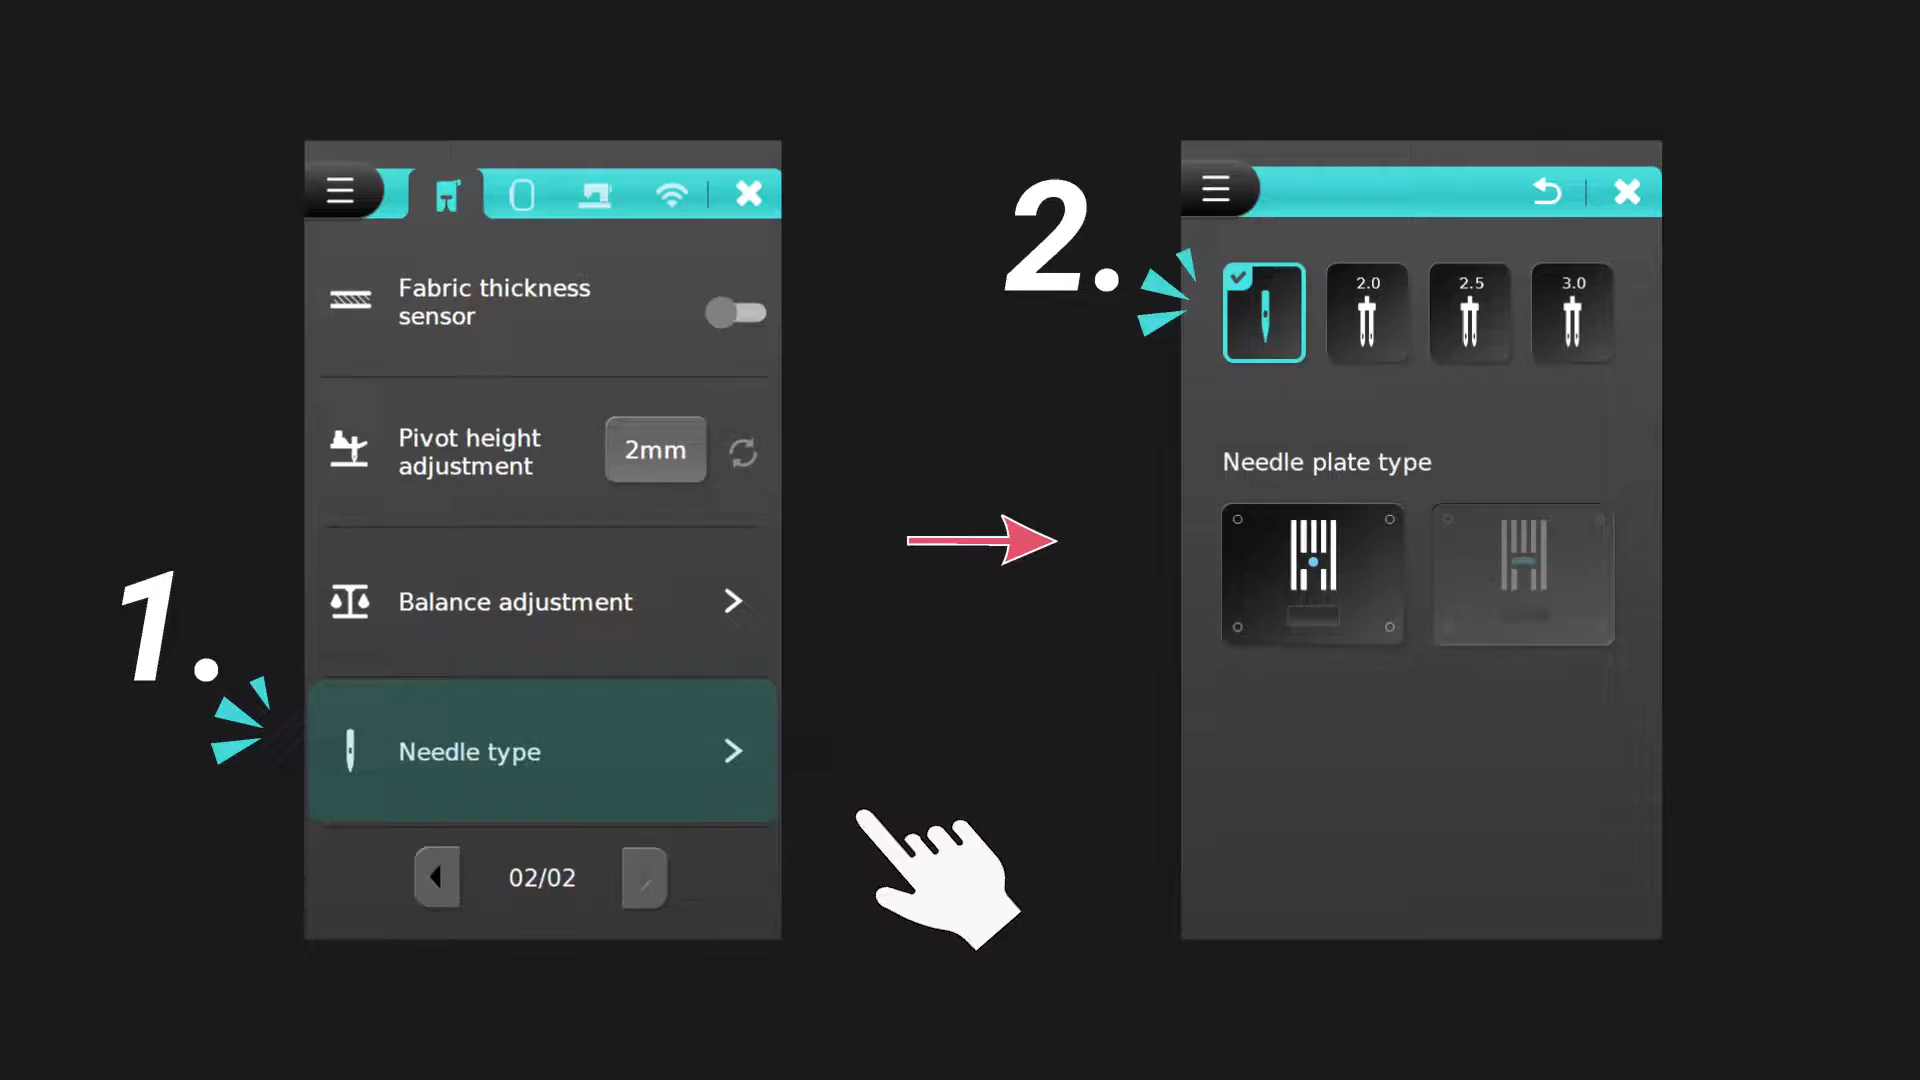 1.
Fabric thickness
sensor
Pivot height
adjustment
2mm
Balance adjustment
Needle type
02/02
2.
2.0
2.5
3.0
Needle plate type